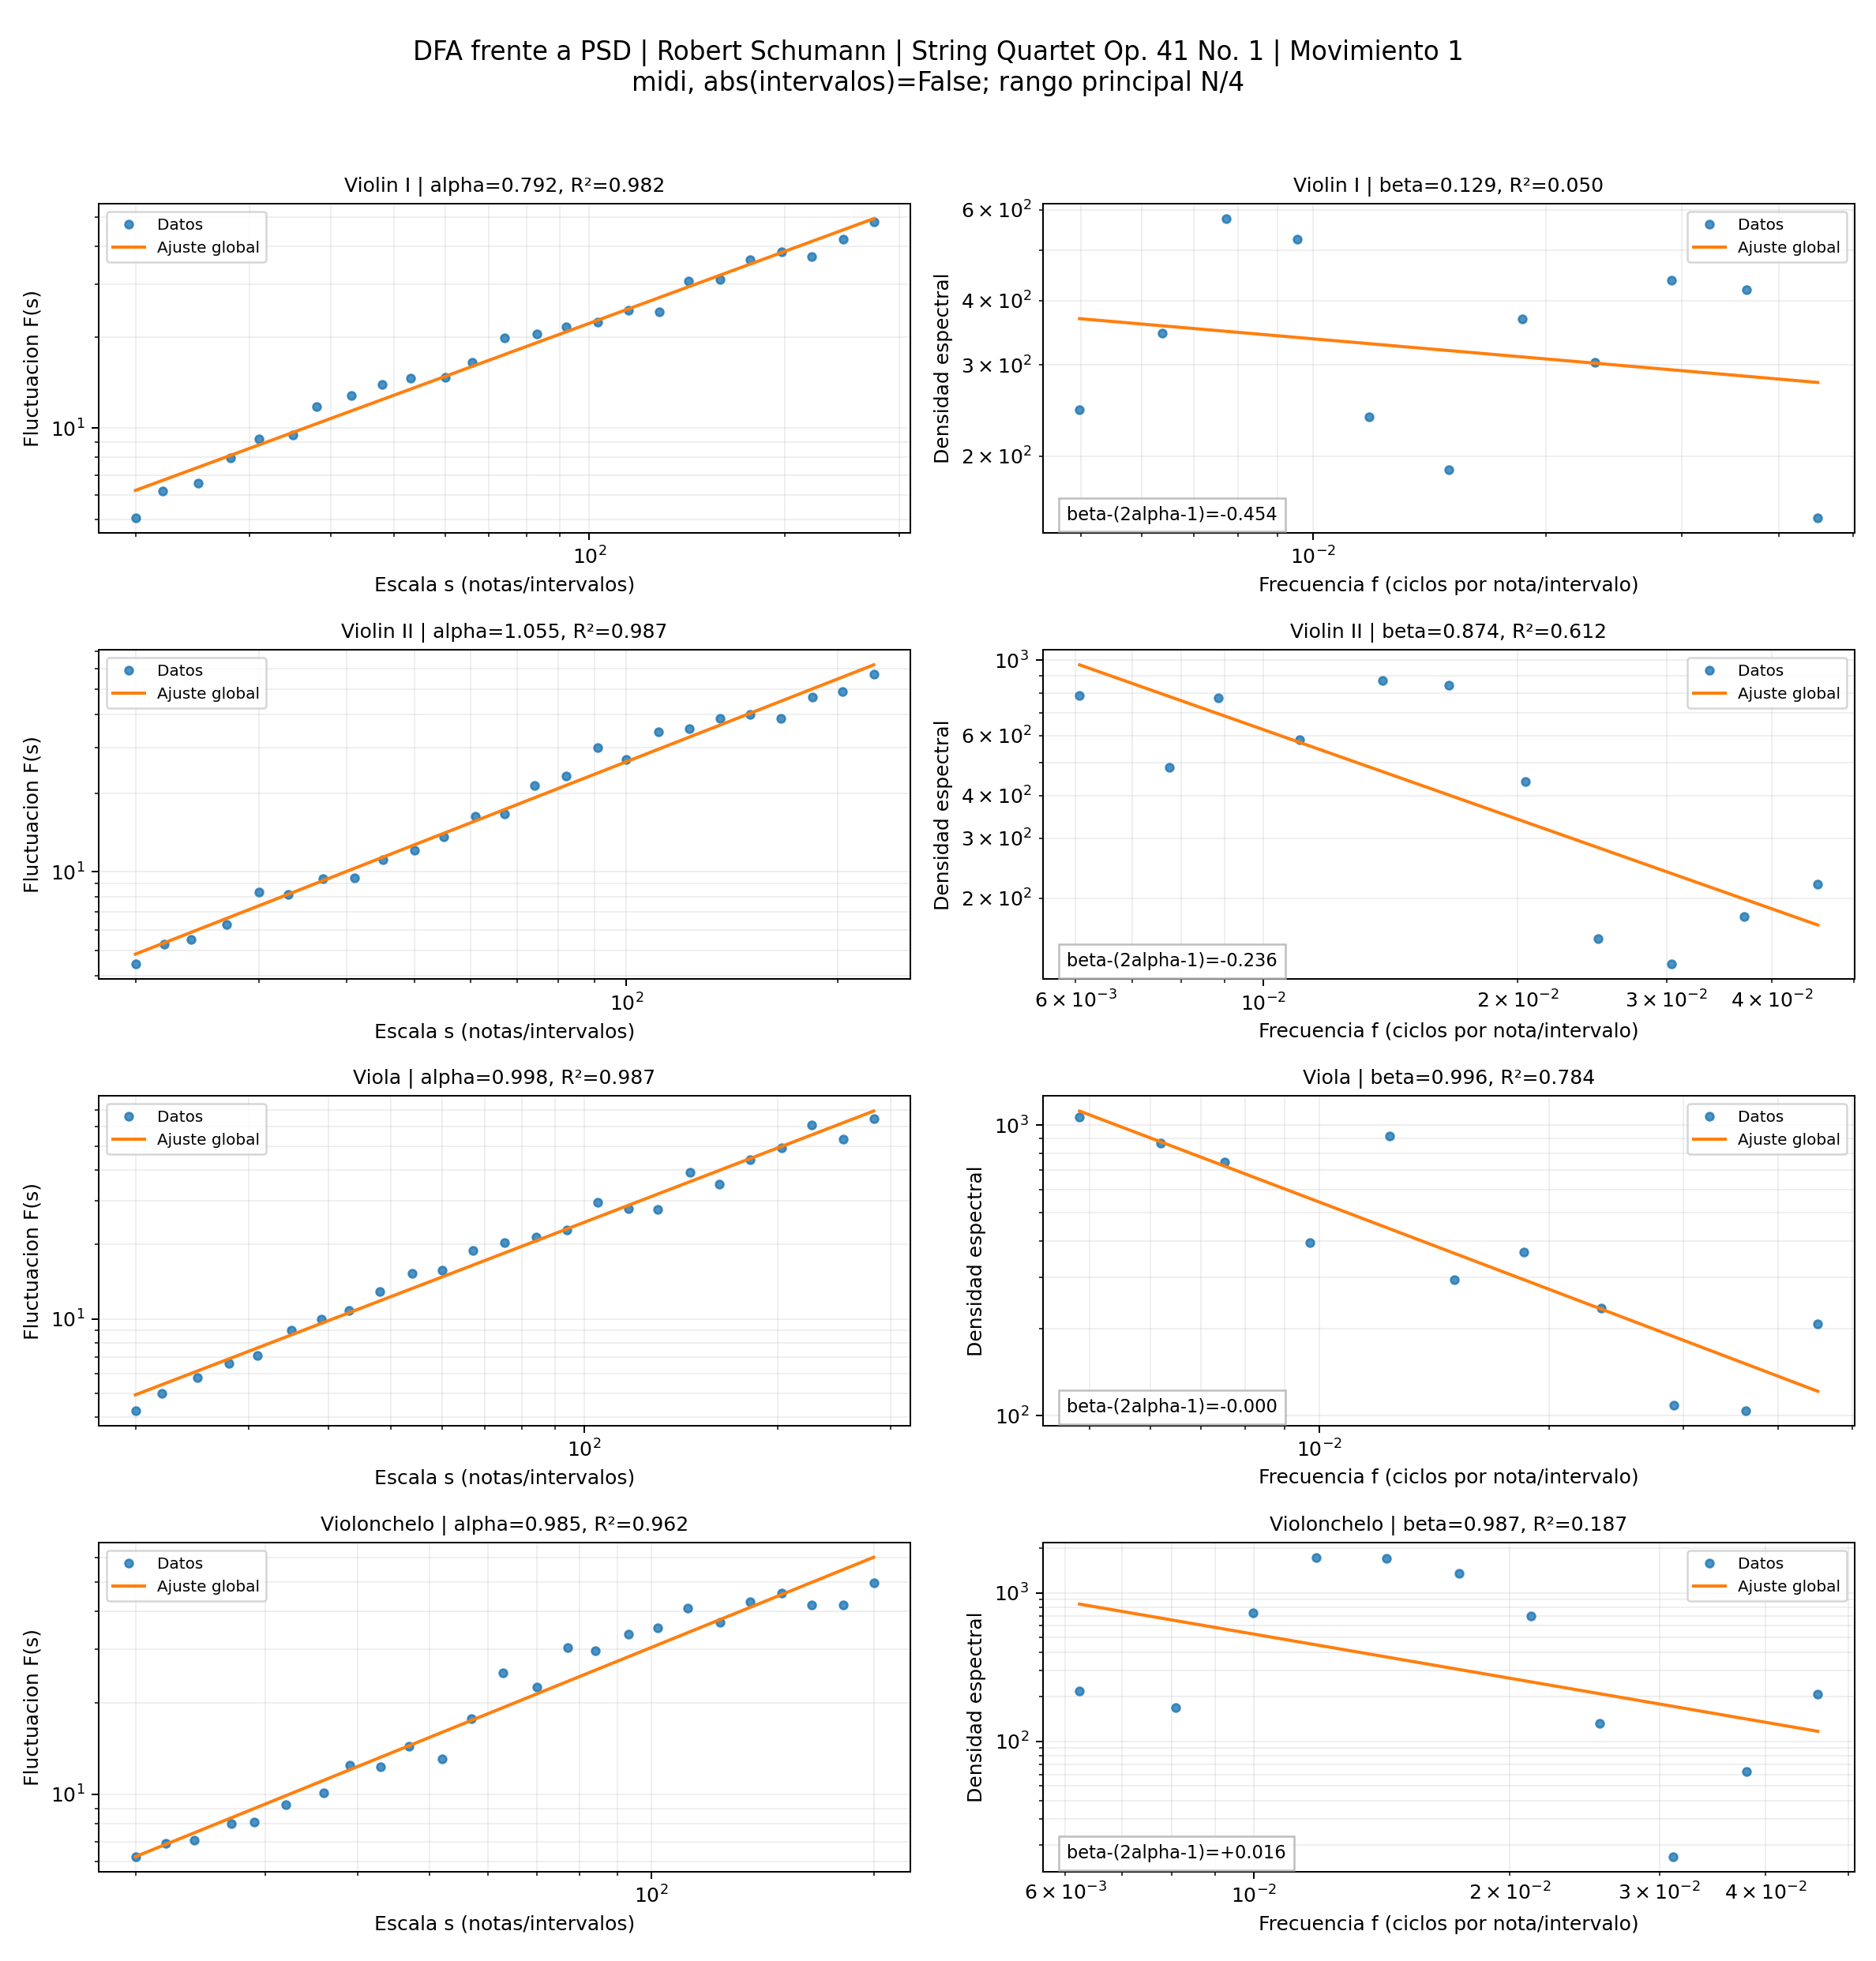 DFA frente a PSD | Robert Schumann | String Quartet Op. 41 No. 1 | Movimiento 1
midi, abs(intervalos)=False; rango principal N/4
Violin I | alpha=0.792, R²=0.982
Datos
Ajuste global
Fluctuacion F(s)
10¹
10²
Escala s (notas/intervalos)
Violin I | beta=0.129, R²=0.050
Datos
Ajuste global
Densidad espectral
6 × 10²
4 × 10²
3 × 10²
2 × 10²
beta-(2alpha-1)=-0.454
10⁻²
Frecuencia f (ciclos por nota/intervalo)
Violin II | alpha=1.055, R²=0.987
Datos
Ajuste global
Fluctuacion F(s)
10¹
10²
Escala s (notas/intervalos)
Violin II | beta=0.874, R²=0.612
Datos
Ajuste global
Densidad espectral
10³
6 × 10²
4 × 10²
3 × 10²
2 × 10²
beta-(2alpha-1)=-0.236
6 × 10⁻³ 10⁻² 2 × 10⁻² 3 × 10⁻² 4 × 10⁻²
Frecuencia f (ciclos por nota/intervalo)
Viola | alpha=0.998, R²=0.987
Datos
Ajuste global
Fluctuacion F(s)
10¹
10²
Escala s (notas/intervalos)
Viola | beta=0.996, R²=0.784
Datos
Ajuste global
Densidad espectral
10³
10²
beta-(2alpha-1)=-0.000
10⁻²
Frecuencia f (ciclos por nota/intervalo)
Violonchelo | alpha=0.985, R²=0.962
Datos
Ajuste global
Fluctuacion F(s)
10¹
10²
Escala s (notas/intervalos)
Violonchelo | beta=0.987, R²=0.187
Datos
Ajuste global
Densidad espectral
10³
10²
beta-(2alpha-1)=+0.016
6 × 10⁻³ 10⁻² 2 × 10⁻² 3 × 10⁻² 4 × 10⁻²
Frecuencia f (ciclos por nota/intervalo)